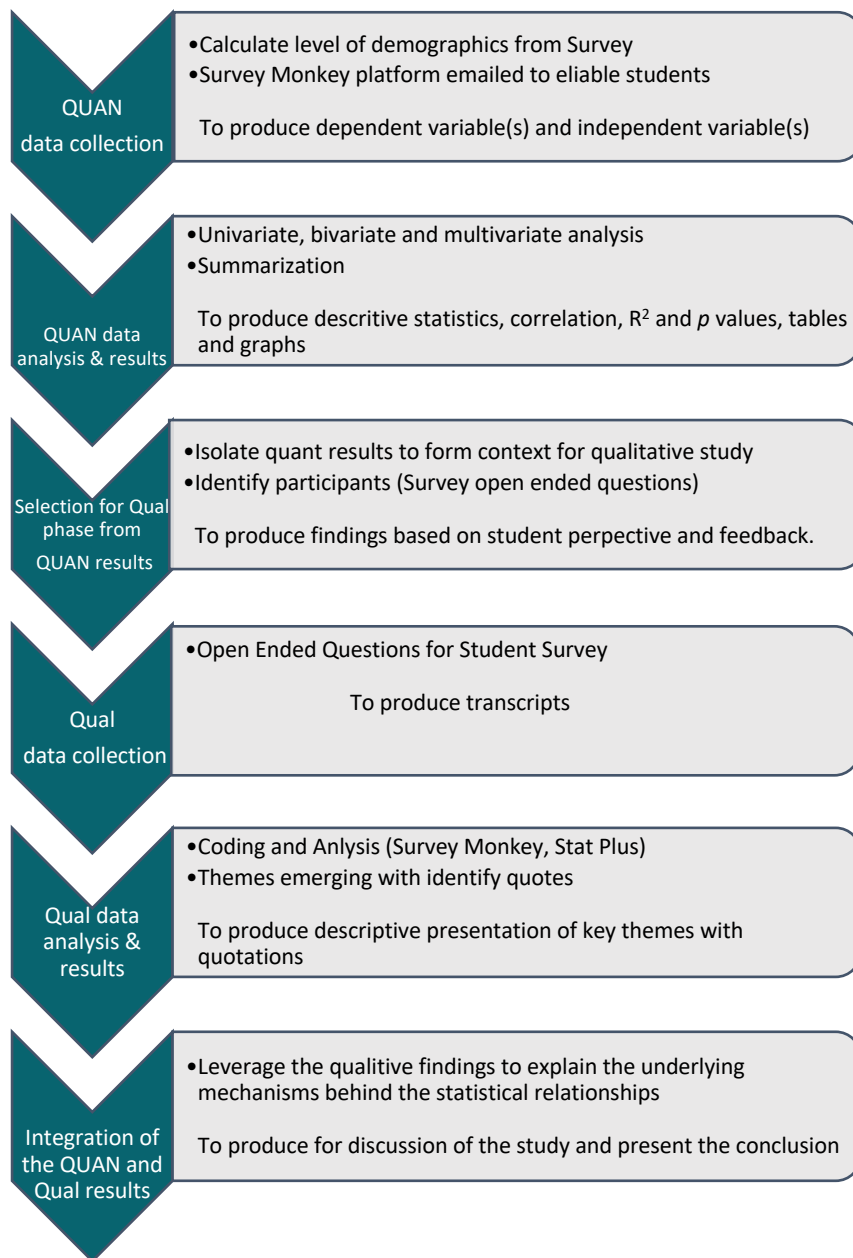 QUAN
data collection
•Calculate level of demographics from Survey
•Survey Monkey platform emailed to eliable students
To produce dependent variable(s) and independent variable(s)
QUAN data
analysis & results
•Univariate, bivariate and multivariate analysis
•Summarization
To produce descritive statistics, correlation, R² and p values, tables
and graphs
Selection for Qual
phase from
QUAN results
•Isolate quant results to form context for qualitative study
•Identify participants (Survey open ended questions)
To produce findings based on student perpective and feedback.
Qual
data collection
•Open Ended Questions for Student Survey
To produce transcripts
Qual data
analysis &
results
•Coding and Anlysis (Survey Monkey, Stat Plus)
•Themes emerging with identify quotes
To produce descriptive presentation of key themes with
quotations
Integration of
the QUAN and
Qual results
•Leverage the qualitive findings to explain the underlying
mechanisms behind the statistical relationships
To produce for discussion of the study and present the conclusion